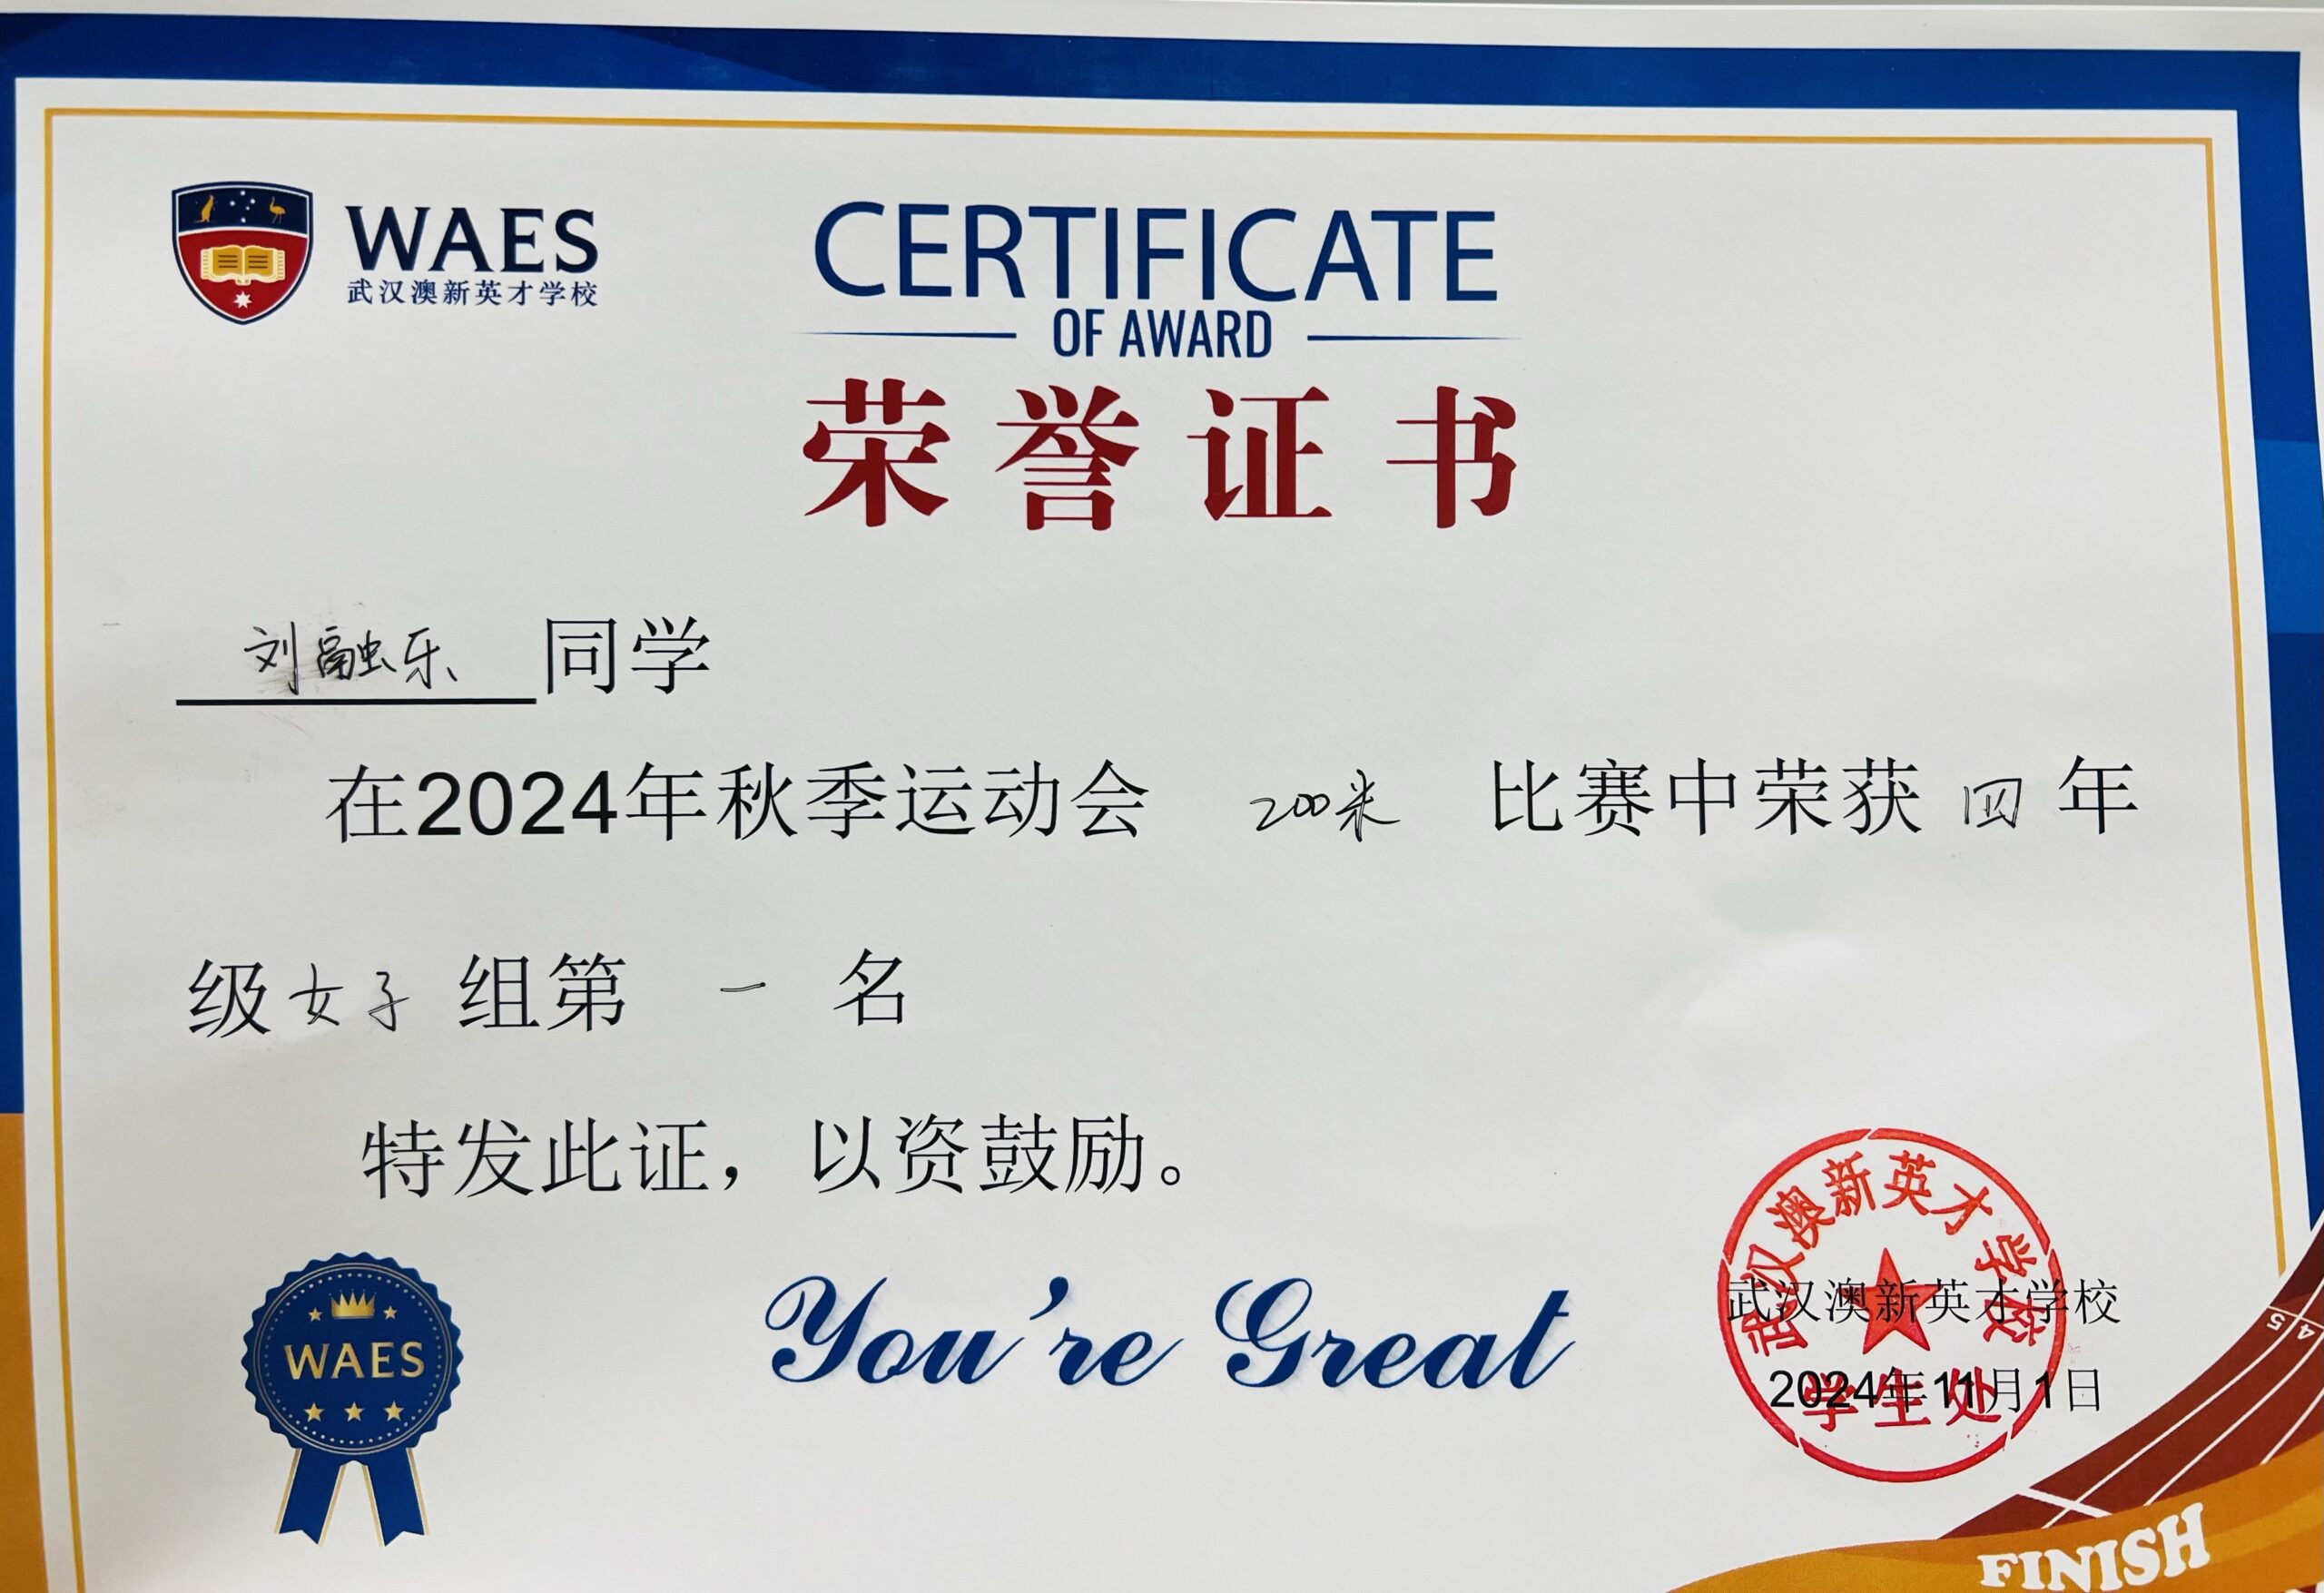 WAES
武汉澳新英才学校
CERTIFICATE
OF AWARD
荣誉证书
刘融乐 同学
在2024年秋季运动会 200米 比赛中荣获 四 年
级 女子 组第 一 名
特发此证，以资鼓励。
WAES
You're Great
武汉澳新英才学校
学生处
武汉澳新英才学校
2024年11月1日
5 4
FINISH